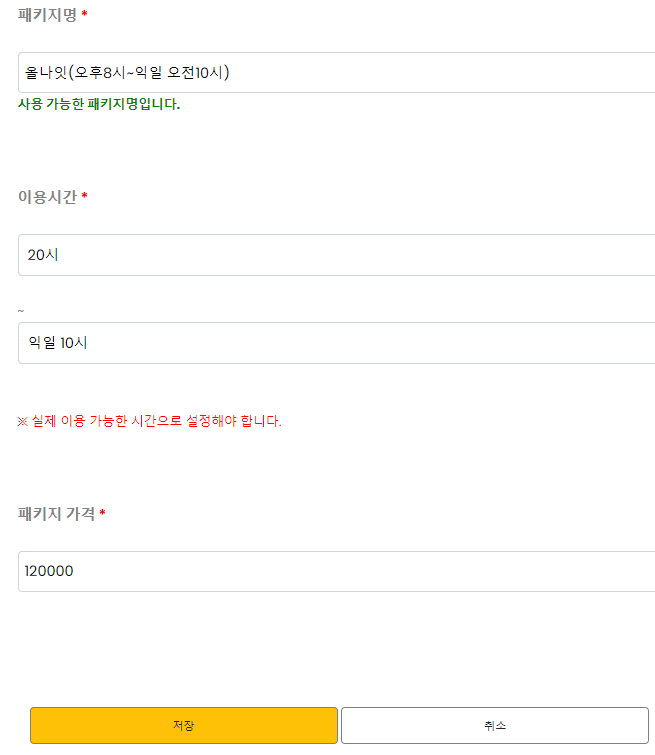 패키지명 *
올나잇(오후8시~익일 오전10시)
사용 가능한 패키지명입니다.
이용시간 *
20시
~
익일 10시
※ 실제 이용 가능한 시간으로 설정해야 합니다.
패키지 가격 *
120000
저장 취소